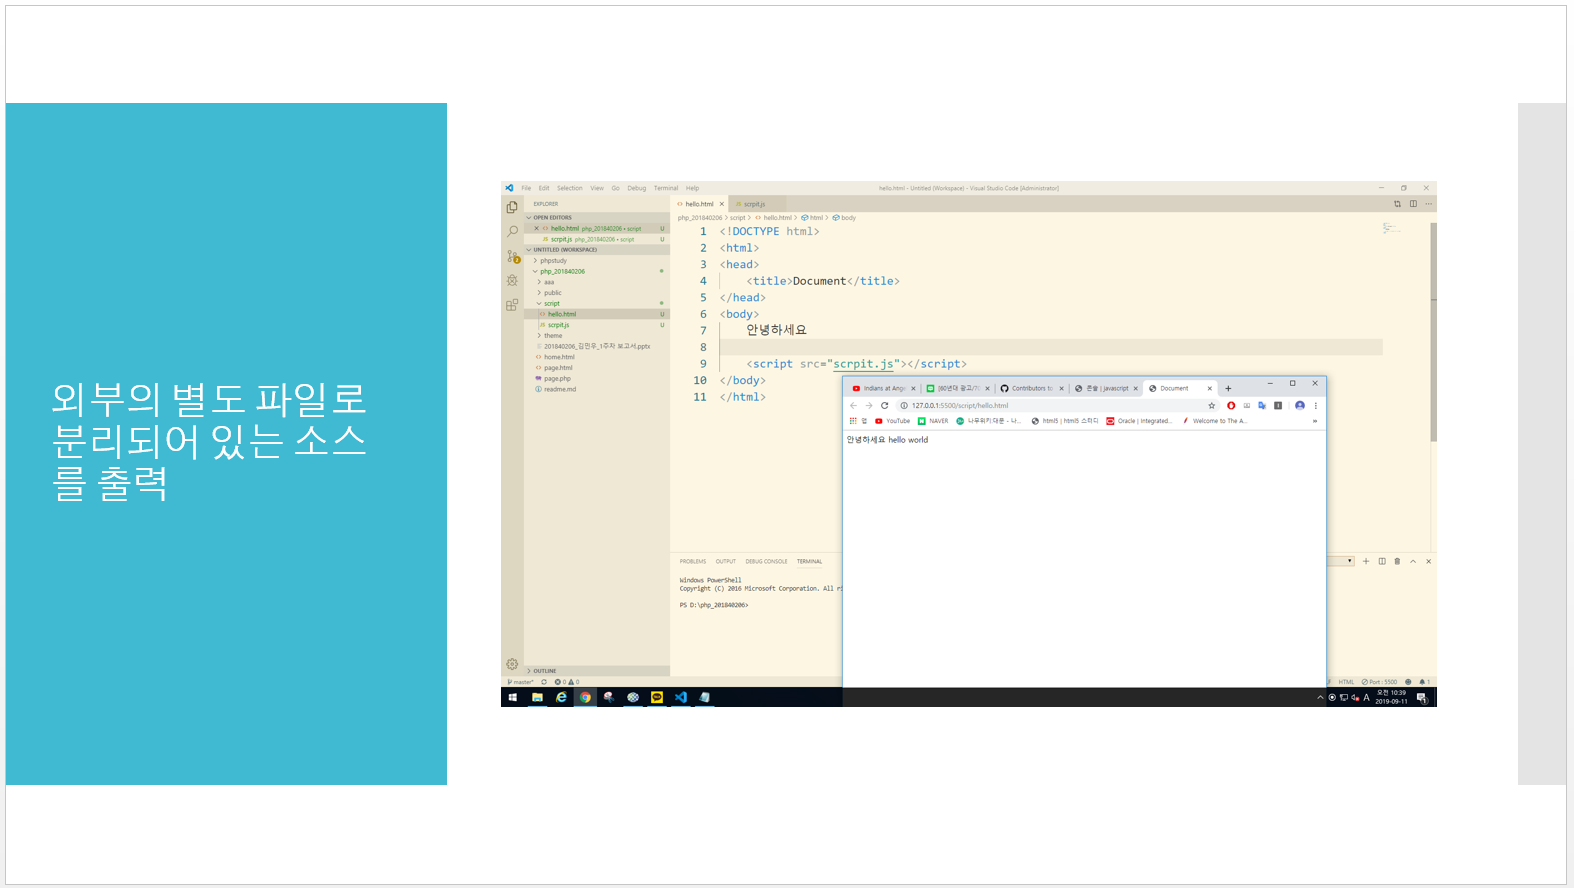 외부의 별도 파일로
분리되어 있는 소스
를 출력
File Edit Selection View Go Debug Terminal Help
hello.html - Untitled (Workspace) - Visual Studio Code [Administrator]
EXPLORER
OPEN EDITORS
hello.html php_201840206 • script U
scrpit.js php_201840206 • script U
UNTITLED (WORKSPACE)
phpstudy
php_201840206
aaa
public
script
hello.html U
scrpit.js U
theme
201840206_김민우_1주차 보고서.pptx
home.html
page.html
page.php
readme.md
OUTLINE
hello.html scrpit.js
php_201840206 > script > hello.html > html > body
1 <!DOCTYPE html>
2 <html>
3 <head>
4 <title>Document</title>
5 </head>
6 <body>
7 안녕하세요
8
9 <script src="scrpit.js"></script>
10 </body>
11 </html>
PROBLEMS OUTPUT DEBUG CONSOLE TERMINAL
Windows PowerShell
Copyright (C) 2016 Microsoft Corporation. All ri
PS D:\php_201840206>
Indians at Ange [60년대 광고/7 Contributors to 콘솔 | javascript Document
127.0.0.1:5500/script/hello.html
앱 YouTube NAVER 나무위키:대문 - 나... html5 | html5 스터디 Oracle | Integrated... Welcome to The A... »
안녕하세요 hello world
master* 0 0
HTML Port : 5500 1
A 오전 10:39
2019-09-11